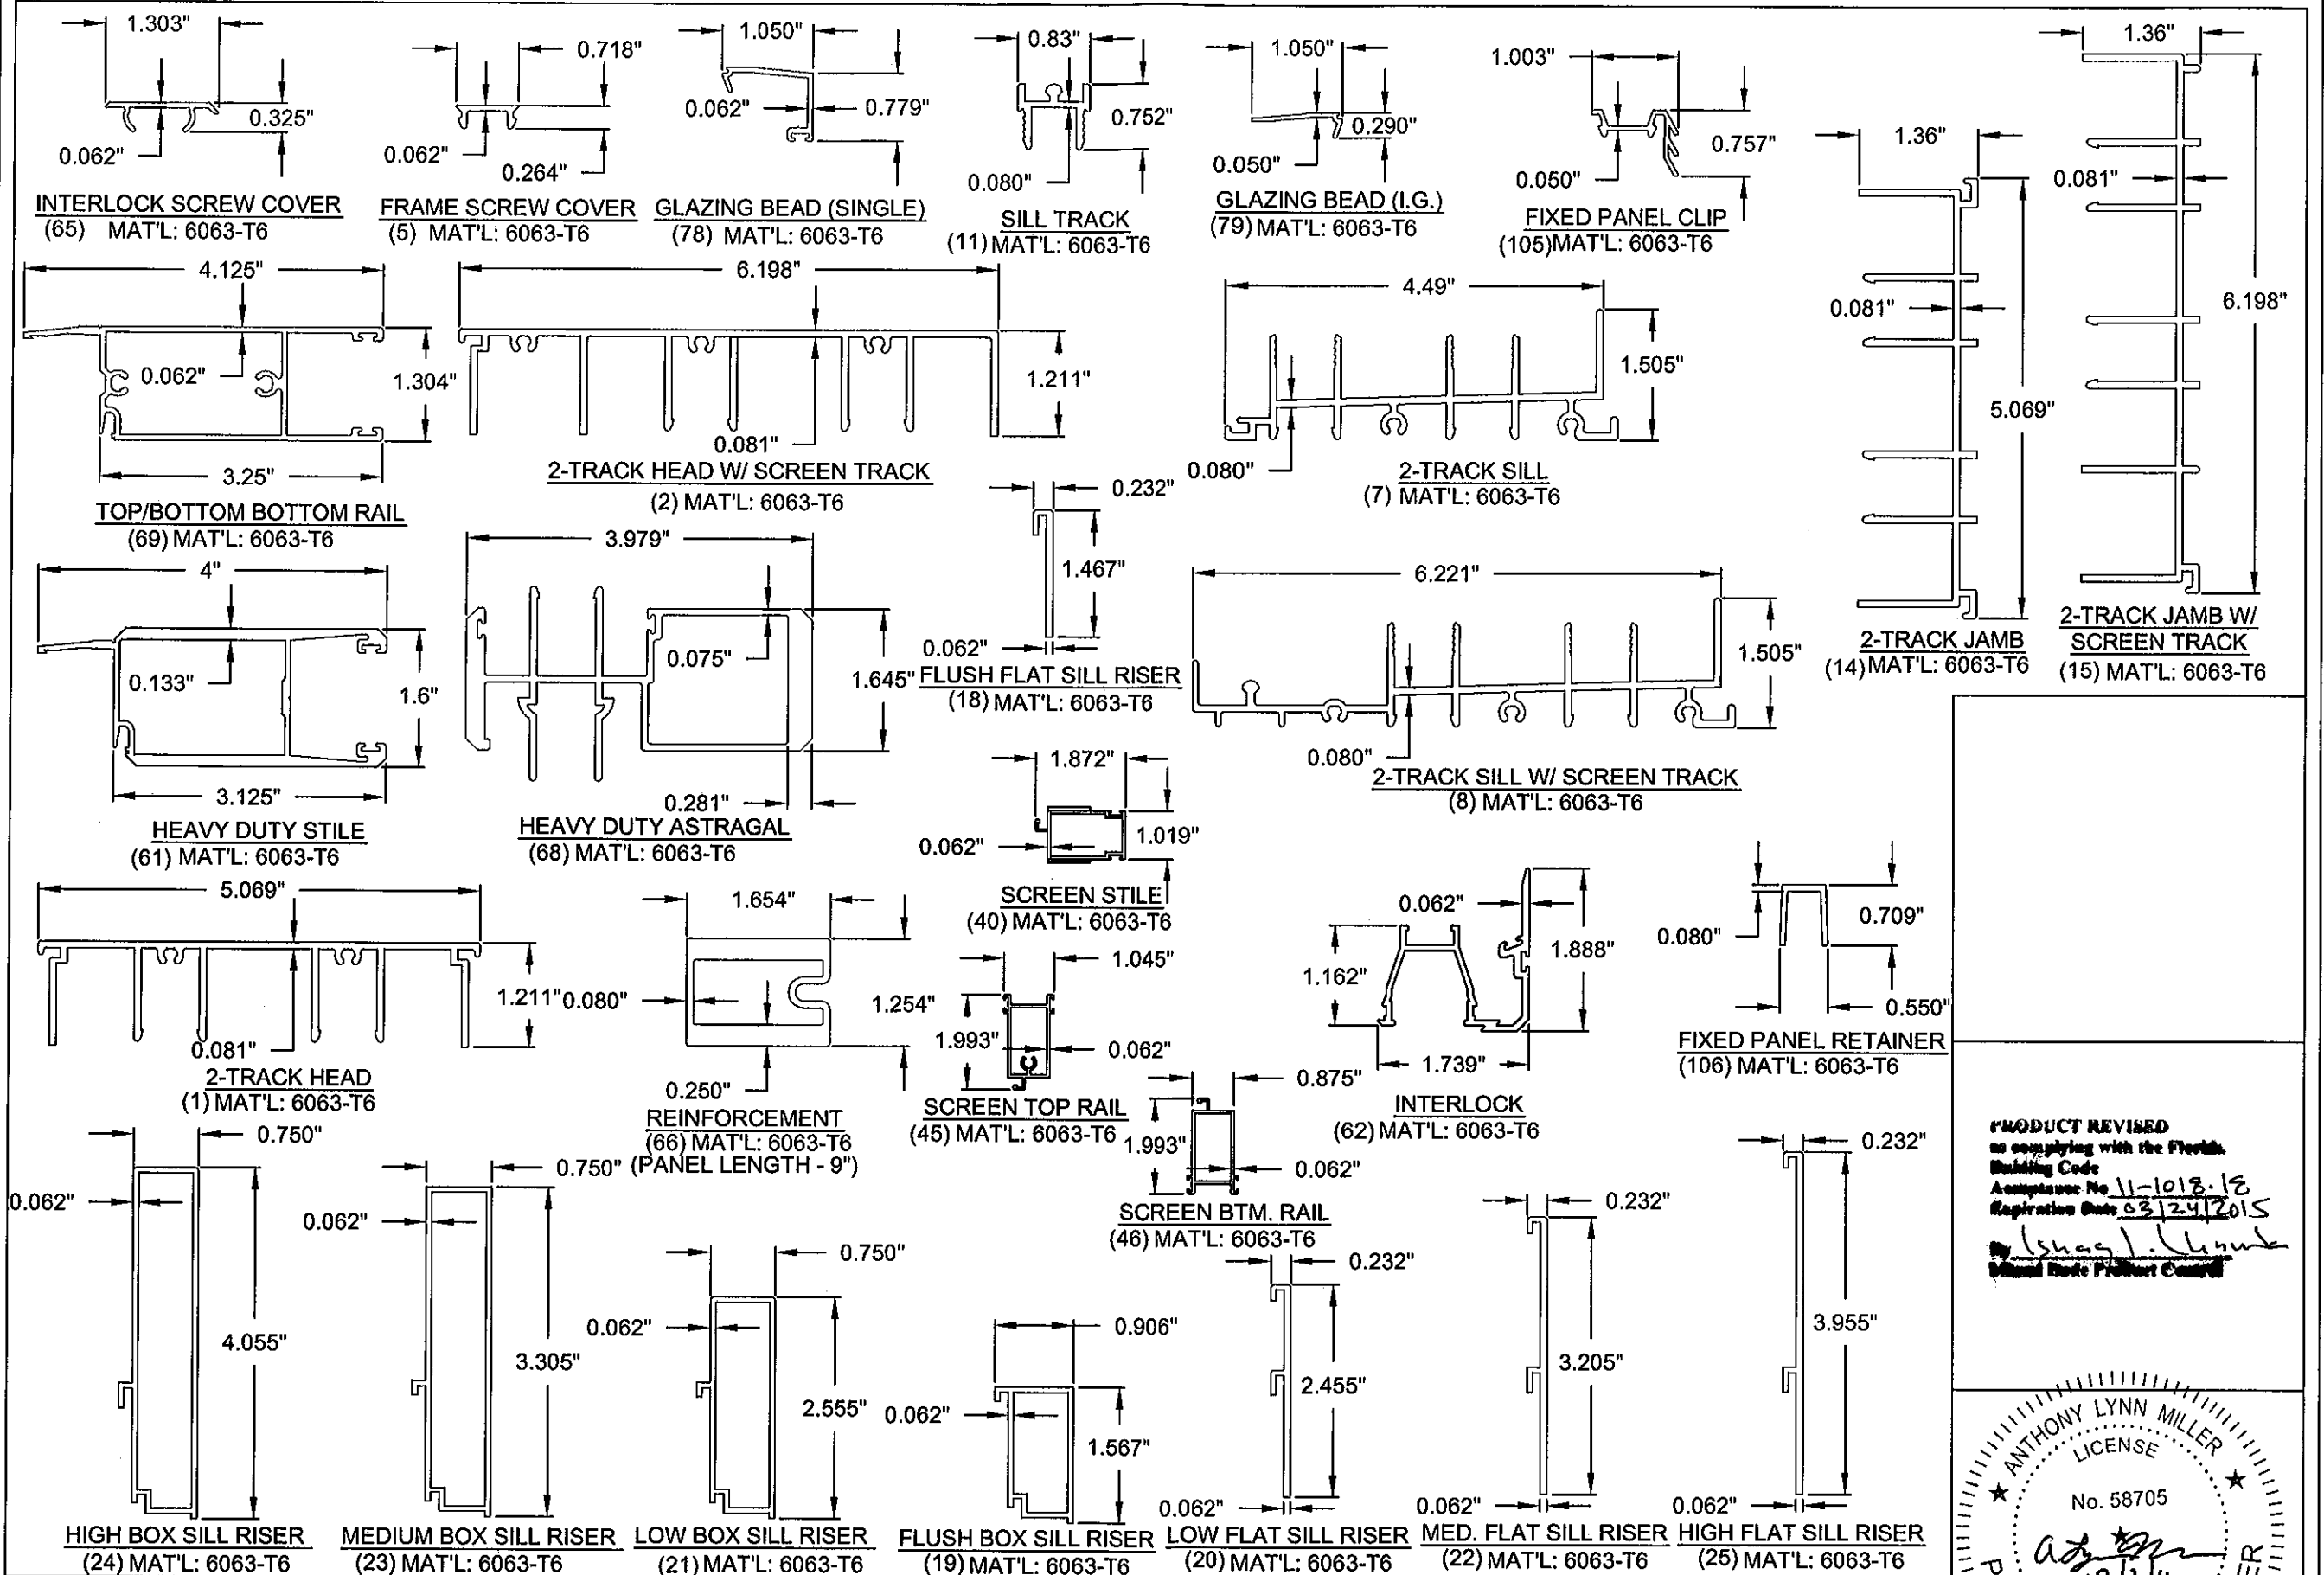 1.303"
0.325"
0.062"
INTERLOCK SCREW COVER
(65) MAT'L: 6063-T6
0.718"
0.062"
0.264"
FRAME SCREW COVER
(5) MAT'L: 6063-T6
1.050"
0.062"
0.779"
GLAZING BEAD (SINGLE)
(78) MAT'L: 6063-T6
0.83"
0.752"
0.080"
SILL TRACK
(11) MAT'L: 6063-T6
1.050"
0.290"
0.050"
GLAZING BEAD (I.G.)
(79) MAT'L: 6063-T6
1.003"
0.757"
0.050"
FIXED PANEL CLIP
(105) MAT'L: 6063-T6
1.36"
0.081"
5.069"
2-TRACK JAMB
(14) MAT'L: 6063-T6
1.36"
0.081"
6.198"
2-TRACK JAMB W/
SCREEN TRACK
(15) MAT'L: 6063-T6
4.125"
0.062"
1.304"
3.25"
TOP/BOTTOM BOTTOM RAIL
(69) MAT'L: 6063-T6
6.198"
1.211"
0.081"
2-TRACK HEAD W/ SCREEN TRACK
(2) MAT'L: 6063-T6
4.49"
1.505"
0.080"
2-TRACK SILL
(7) MAT'L: 6063-T6
4"
0.133"
1.6"
3.125"
HEAVY DUTY STILE
(61) MAT'L: 6063-T6
3.979"
0.075"
1.645"
0.281"
HEAVY DUTY ASTRAGAL
(68) MAT'L: 6063-T6
0.232"
1.467"
0.062"
FLUSH FLAT SILL RISER
(18) MAT'L: 6063-T6
6.221"
1.505"
0.080"
2-TRACK SILL W/ SCREEN TRACK
(8) MAT'L: 6063-T6
1.872"
0.062"
1.019"
SCREEN STILE
(40) MAT'L: 6063-T6
5.069"
1.211"
0.081"
2-TRACK HEAD
(1) MAT'L: 6063-T6
1.654"
0.080"
1.254"
0.250"
REINFORCEMENT
(66) MAT'L: 6063-T6
(PANEL LENGTH - 9")
1.045"
1.993"
0.062"
SCREEN TOP RAIL
(45) MAT'L: 6063-T6
0.875"
1.993"
0.062"
SCREEN BTM. RAIL
(46) MAT'L: 6063-T6
0.062"
1.162"
1.888"
1.739"
INTERLOCK
(62) MAT'L: 6063-T6
0.080"
0.709"
0.550"
FIXED PANEL RETAINER
(106) MAT'L: 6063-T6
0.750"
0.062"
4.055"
HIGH BOX SILL RISER
(24) MAT'L: 6063-T6
0.750"
0.062"
3.305"
MEDIUM BOX SILL RISER
(23) MAT'L: 6063-T6
0.750"
0.062"
2.555"
LOW BOX SILL RISER
(21) MAT'L: 6063-T6
0.906"
0.062"
1.567"
FLUSH BOX SILL RISER
(19) MAT'L: 6063-T6
0.232"
2.455"
0.062"
LOW FLAT SILL RISER
(20) MAT'L: 6063-T6
0.232"
3.205"
0.062"
MED. FLAT SILL RISER
(22) MAT'L: 6063-T6
0.232"
3.955"
0.062"
HIGH FLAT SILL RISER
(25) MAT'L: 6063-T6
PRODUCT REVISED
as complying with the Florida
Building Code
Acceptance No 11-1018.18
Expiration Date 03/24/2015
By
Miami Dade Product Control
ANTHONY LYNN MILLER
LICENSE
No. 58705